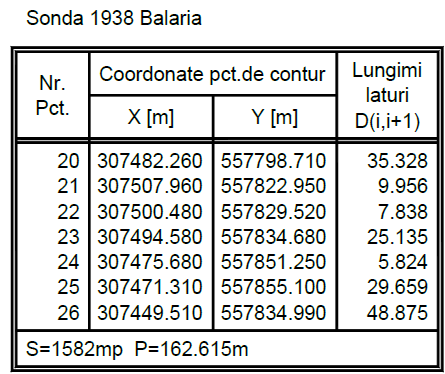 Sonda 1938 Balaria
Nr. Pct. Coordonate pct.de contur Lungimi laturi D(i,i+1)
X [m] Y [m]
20 307482.260 557798.710 35.328
21 307507.960 557822.950 9.956
22 307500.480 557829.520 7.838
23 307494.580 557834.680 25.135
24 307475.680 557851.250 5.824
25 307471.310 557855.100 29.659
26 307449.510 557834.990 48.875
S=1582mp P=162.615m